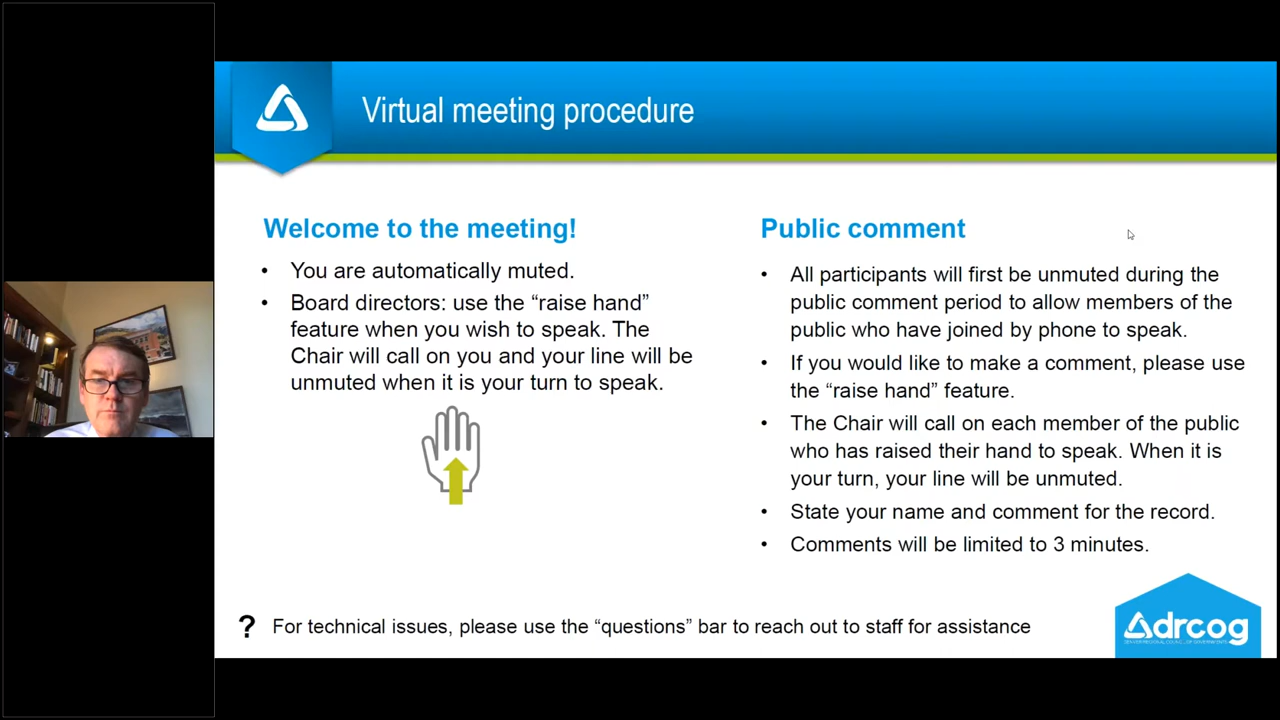 Virtual meeting procedure
Welcome to the meeting!
• You are automatically muted.
• Board directors: use the “raise hand”
feature when you wish to speak. The
Chair will call on you and your line will be
unmuted when it is your turn to speak.
Public comment
• All participants will first be unmuted during the
public comment period to allow members of the
public who have joined by phone to speak.
• If you would like to make a comment, please use
the “raise hand” feature.
• The Chair will call on each member of the public
who has raised their hand to speak. When it is
your turn, your line will be unmuted.
• State your name and comment for the record.
• Comments will be limited to 3 minutes.
? For technical issues, please use the “questions” bar to reach out to staff for assistance
drcog